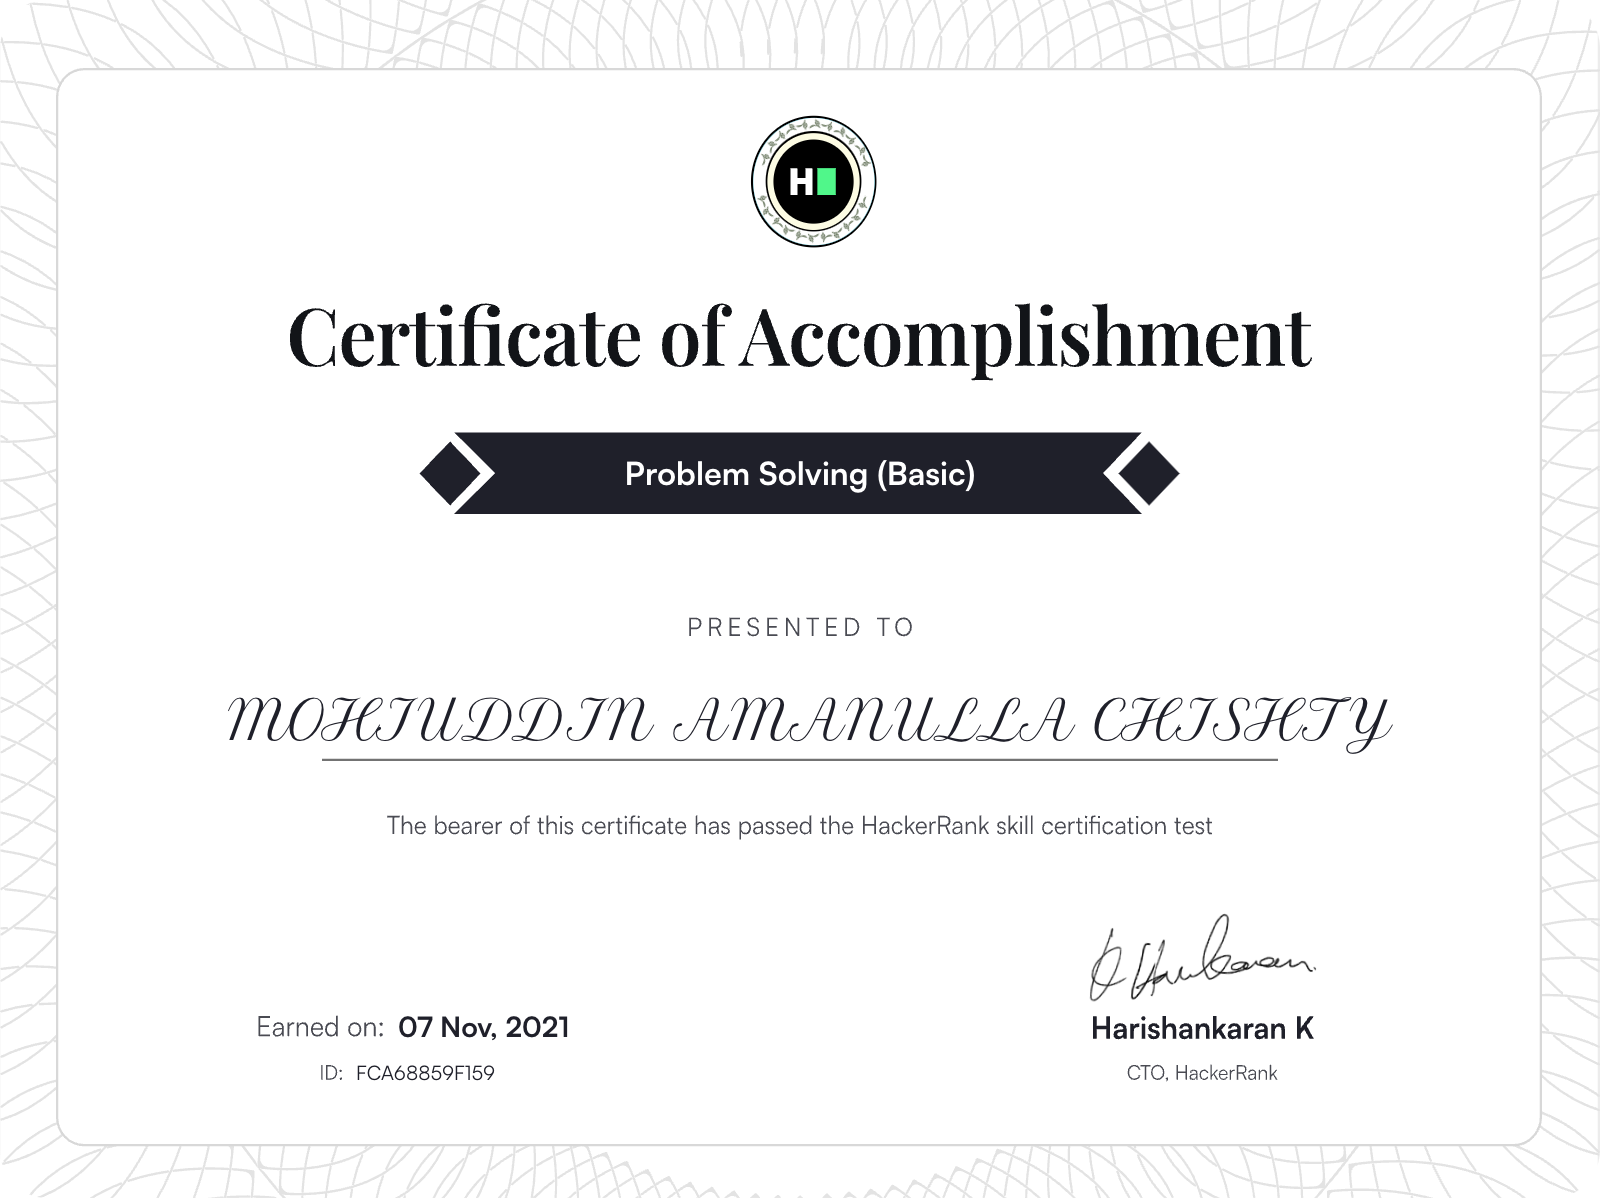 H
Certificate of Accomplishment
Problem Solving (Basic)
PRESENTED TO
MOHIUDDIN AMANULLA CHISHTY
The bearer of this certificate has passed the HackerRank skill certification test
Earned on: 07 Nov, 2021
ID: FCA68859F159
Harishankaran K
CTO, HackerRank